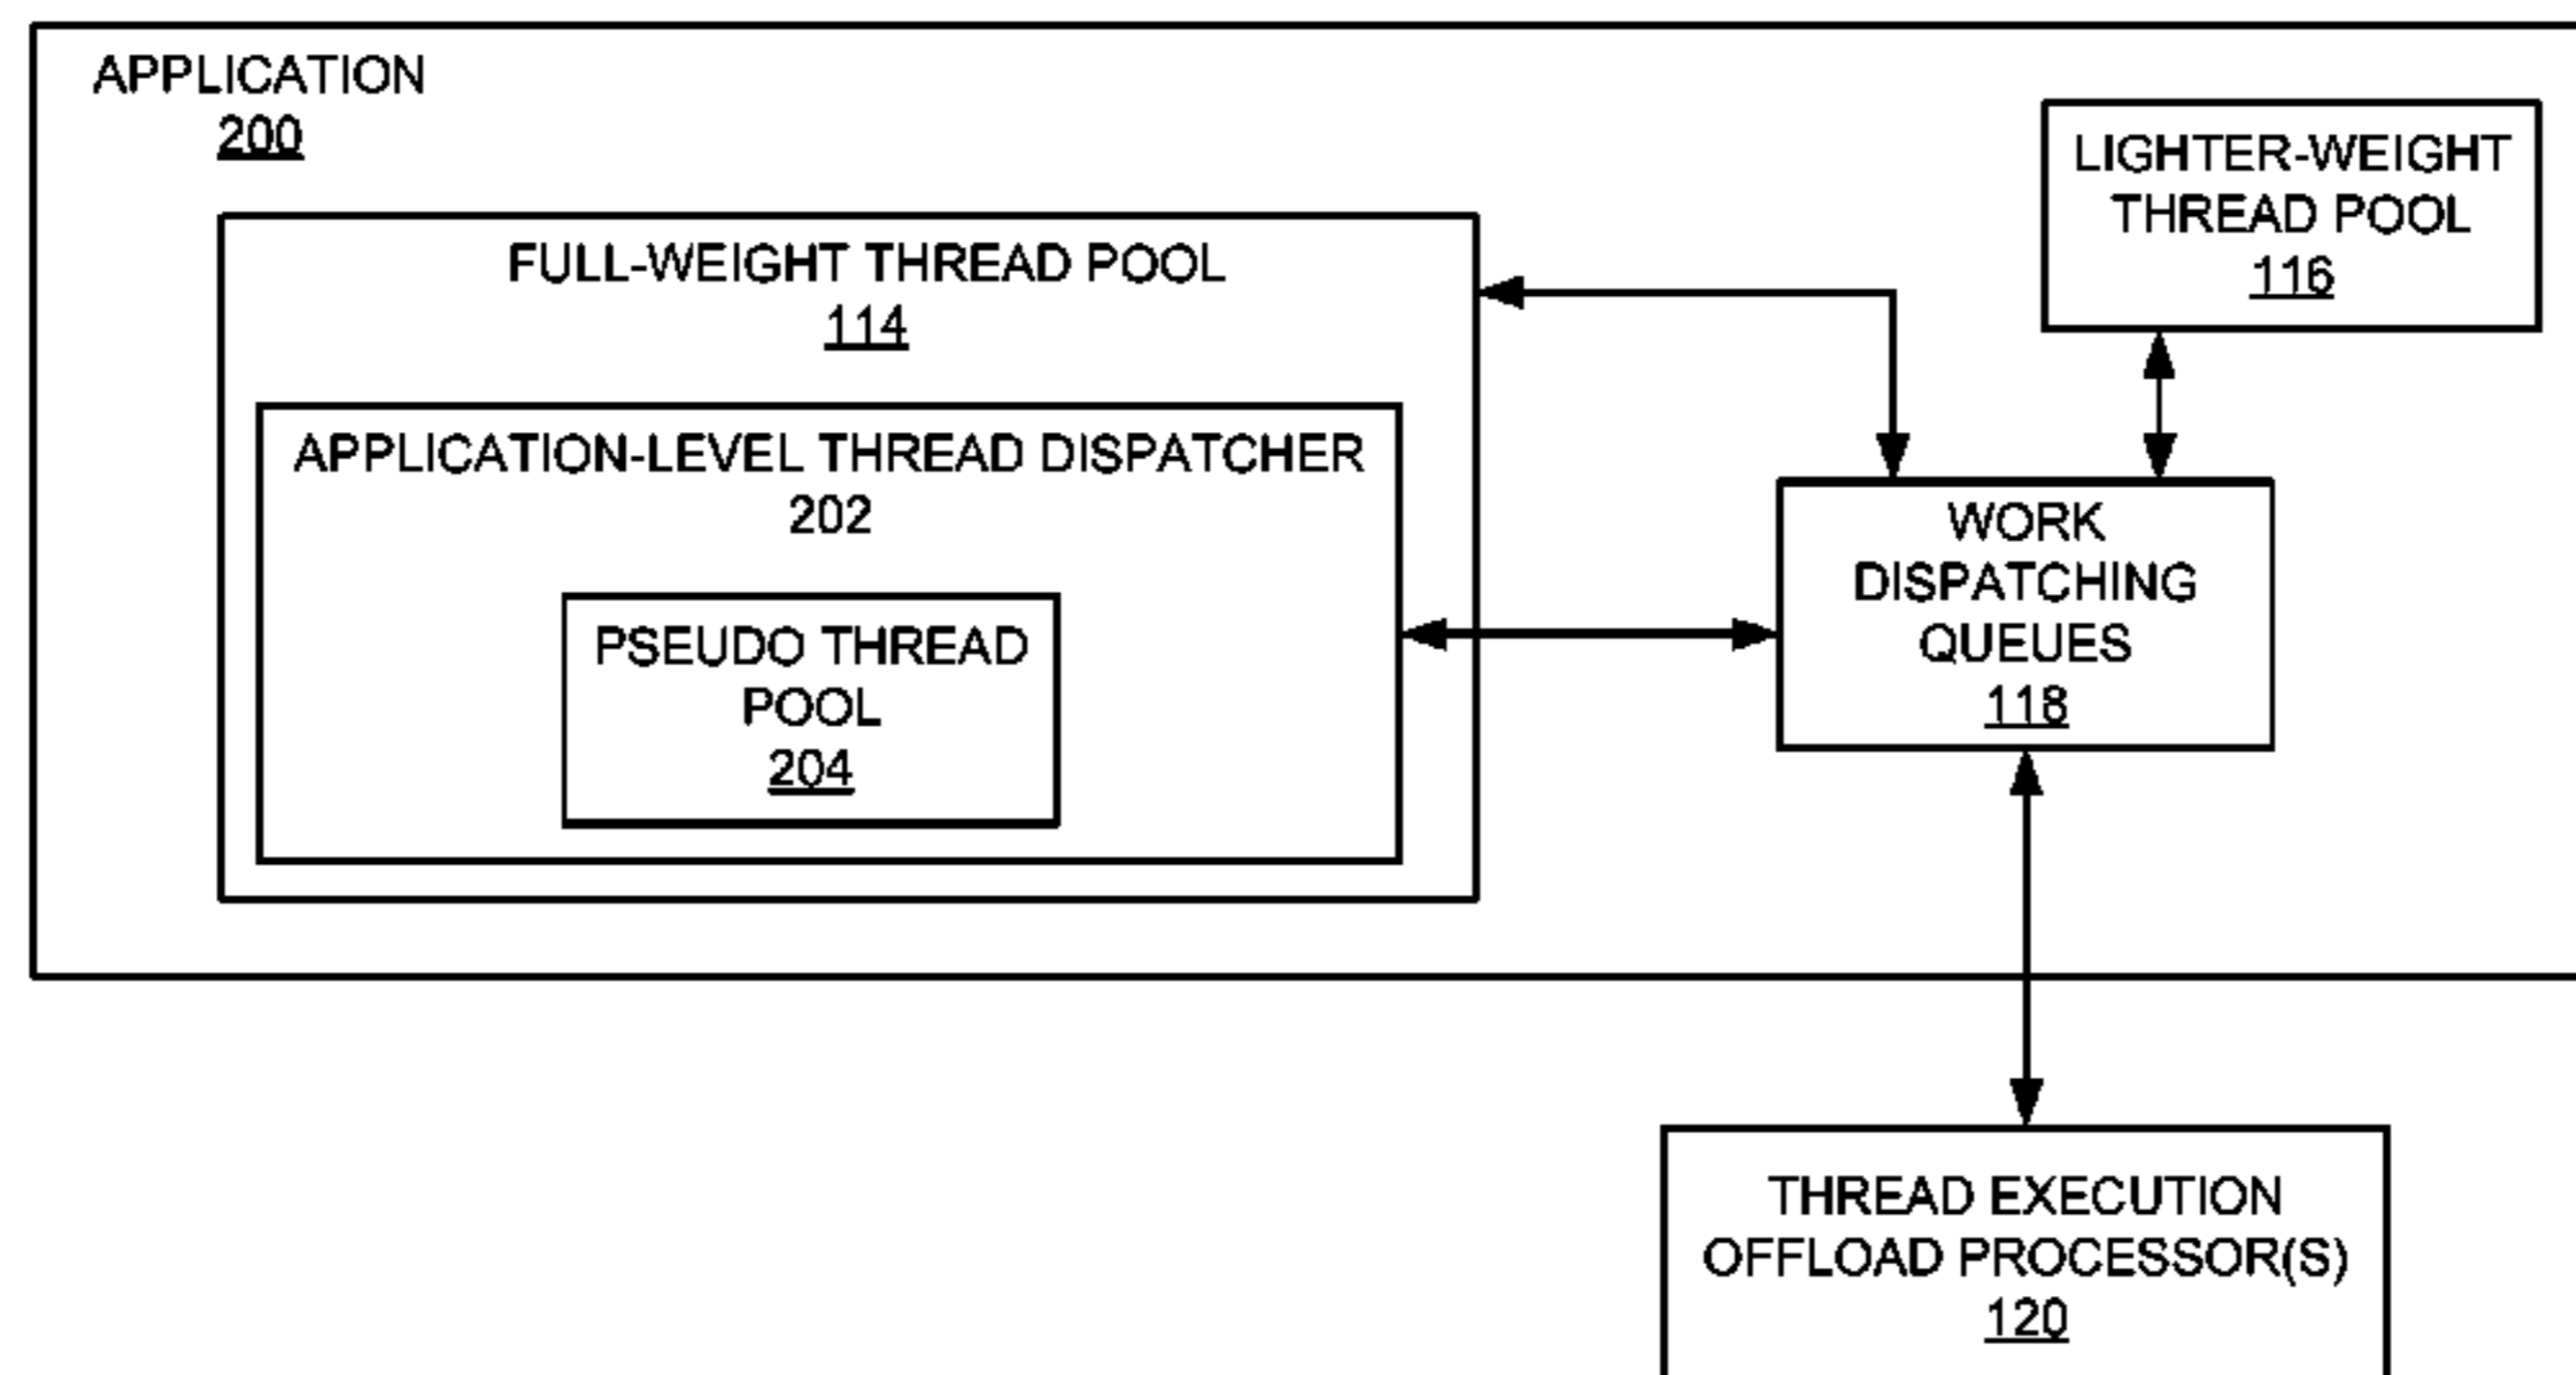 APPLICATION
200
LIGHTER-WEIGHT
THREAD POOL
116
FULL-WEIGHT THREAD POOL
114
APPLICATION-LEVEL THREAD DISPATCHER
202
PSEUDO THREAD
POOL
204
WORK
DISPATCHING
QUEUES
118
THREAD EXECUTION
OFFLOAD PROCESSOR(S)
120